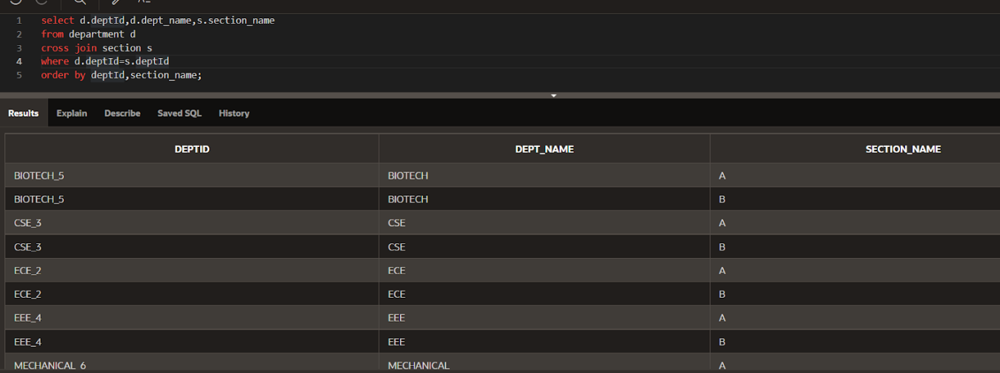 1 select d.deptId,d.dept_name,s.section_name
2 from department d
3 cross join section s
4 where d.deptId=s.deptId
5 order by deptId,section_name;
Results Explain Describe Saved SQL History
DEPTID DEPT_NAME SECTION_NAME
BIOTECH_5 BIOTECH A
BIOTECH_5 BIOTECH B
CSE_3 CSE A
CSE_3 CSE B
ECE_2 ECE A
ECE_2 ECE B
EEE_4 EEE A
EEE_4 EEE B
MECHANICAL_6 MECHANICAL A